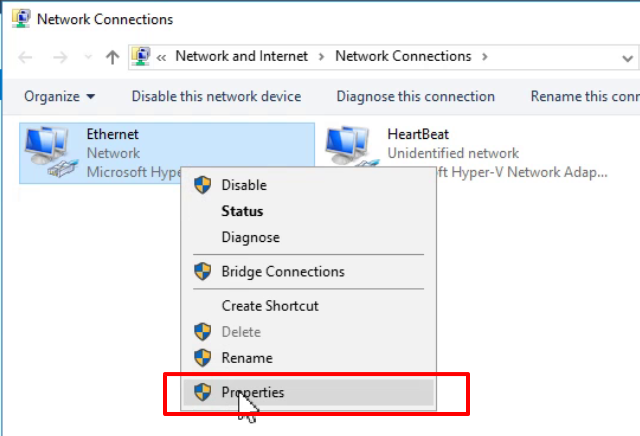 Network Connections
« Network and Internet > Network Connections >
Organize Disable this network device Diagnose this connection Rename this conn
Ethernet
Network
Microsoft Hype
HeartBeat
Unidentified network
oft Hyper-V Network Adap...
Disable
Status
Diagnose
Bridge Connections
Create Shortcut
Delete
Rename
Properties